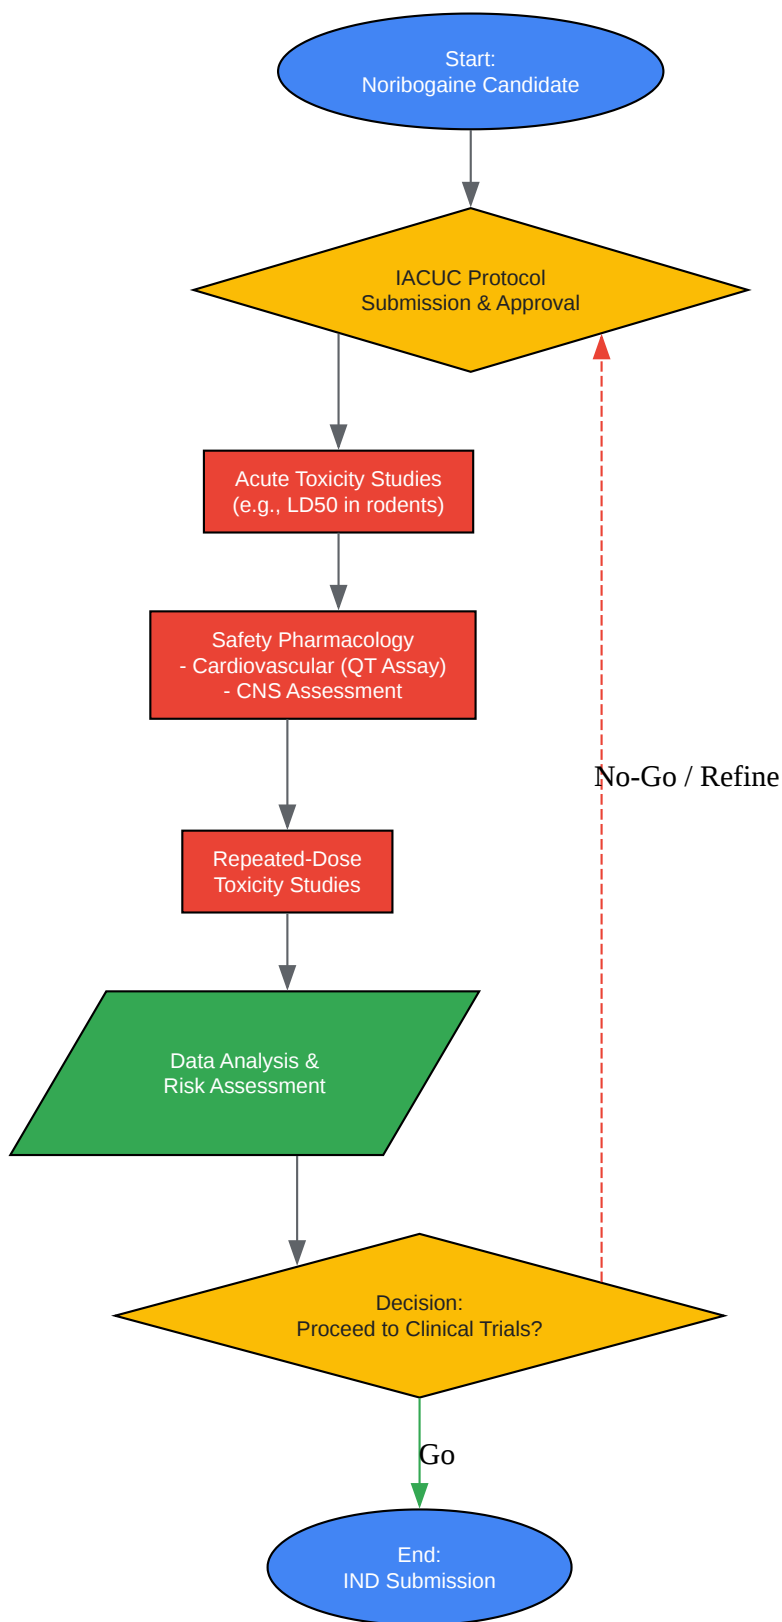 Start:
Noribogaine Candidate
IACUC Protocol
Submission & Approval
Acute Toxicity Studies
(e.g., LD50 in rodents)
Safety Pharmacology
- Cardiovascular (QT Assay)
- CNS Assessment
No-Go / Refine
Repeated-Dose
Toxicity Studies
Data Analysis &
Risk Assessment
Decision:
Proceed to Clinical Trials?
Go
End:
IND Submission